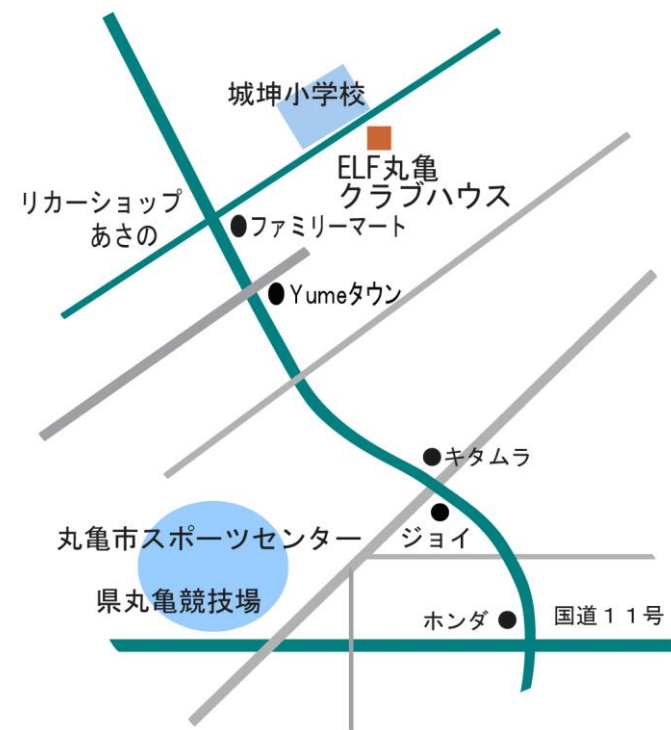 城坤小学校
ELF丸亀
クラブハウス
リカーショップ
あさの
ファミリーマート
Yumeタウン
キタムラ
ジョイ
丸亀市スポーツセンター
県丸亀競技場
ホンダ
国道１１号